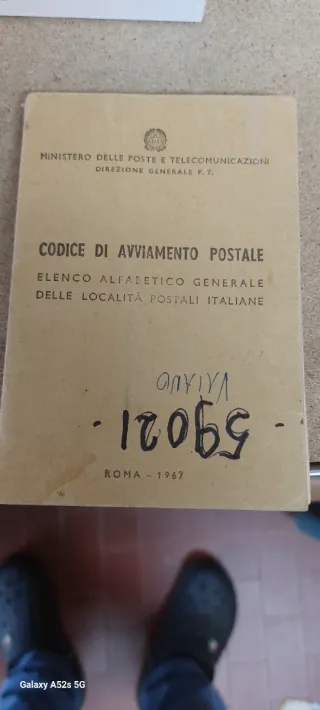 MINISTERO DELLE POSTE E TELECOMUNICAZIONI
DIREZIONE GENERALE P. T.
CODICE DI AVVIAMENTO POSTALE
ELENCO ALFABETICO GENERALE
DELLE LOCALITÀ POSTALI ITALIANE
VAIANO
- 59021 -
ROMA - 1967
Galaxy A52s 5G